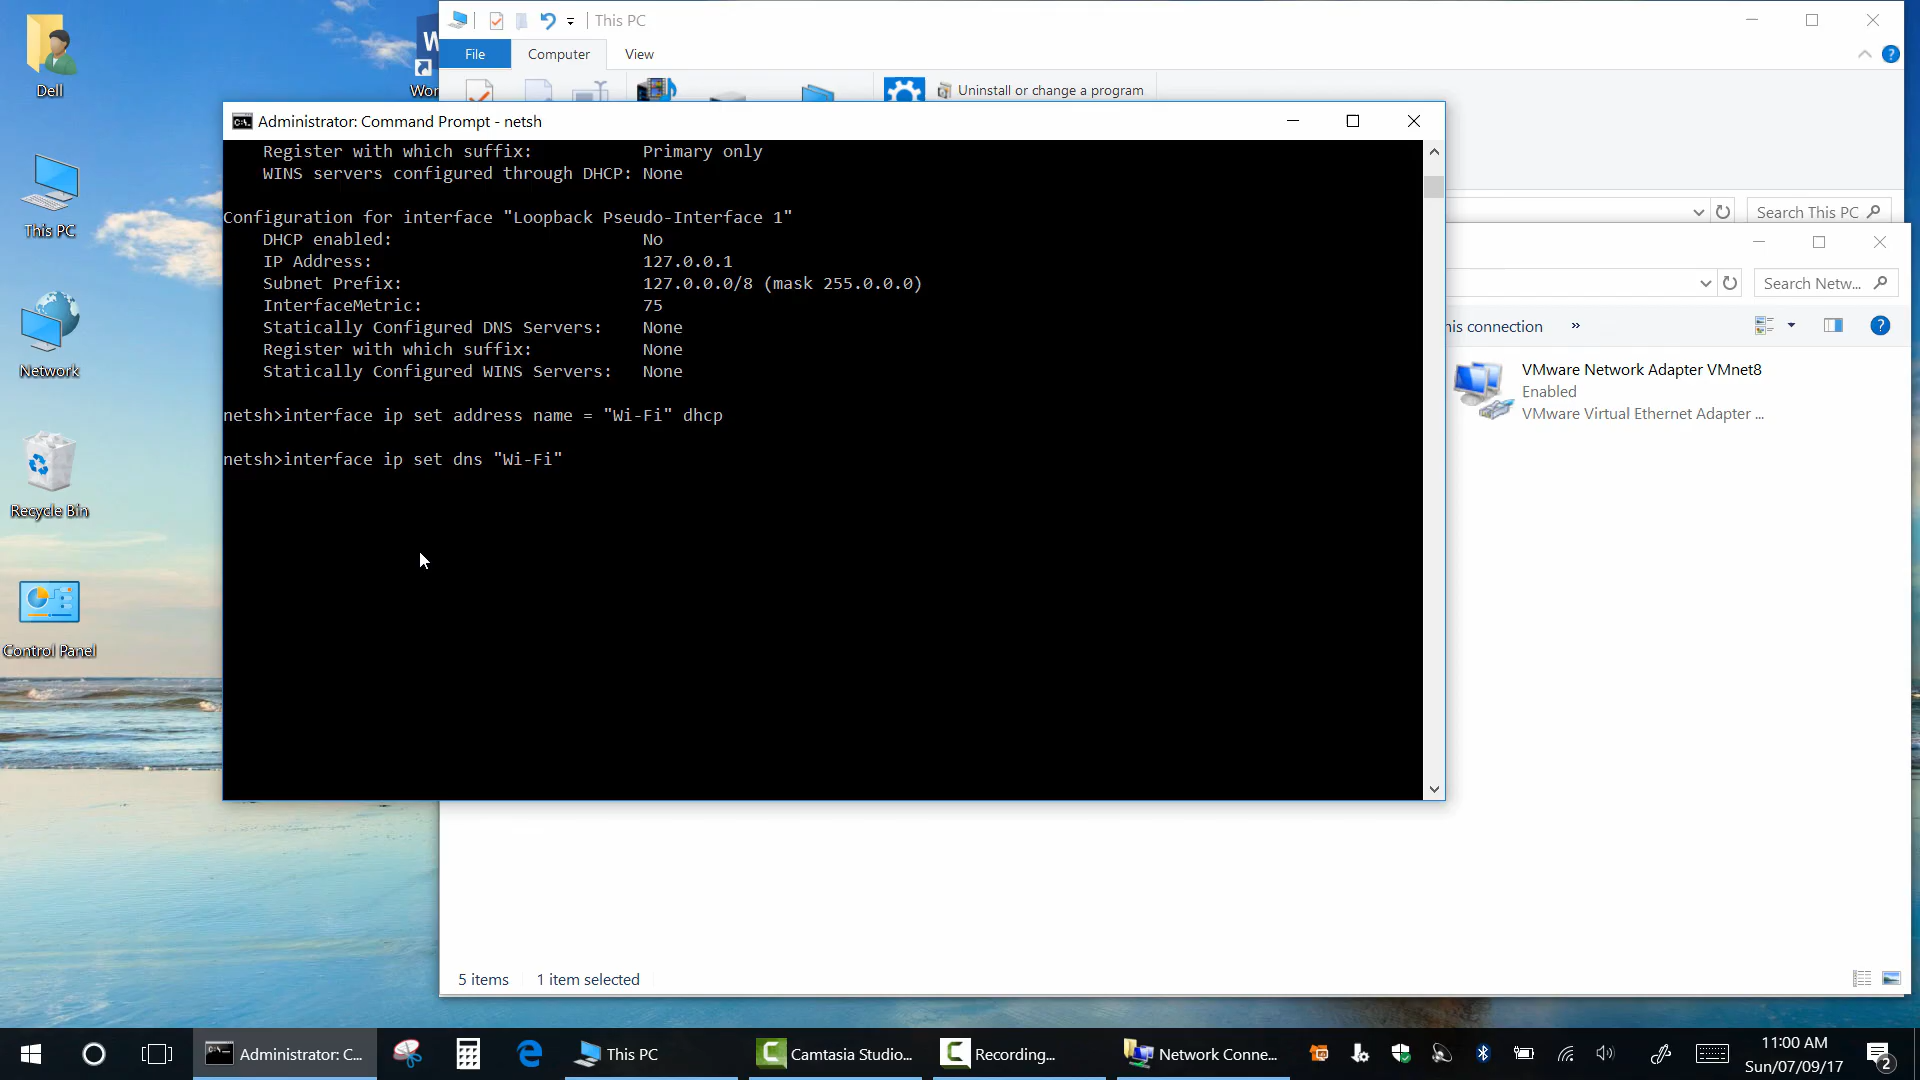 Dell
This PC
Network
Recycle Bin
Control Panel
Wor
This PC
File
Computer
View
Uninstall or change a program
Search This PC
Search Netw...
his connection
»
VMware Network Adapter VMnet8
Enabled
VMware Virtual Ethernet Adapter ...
Administrator: Command Prompt - netsh
Register with which suffix: Primary only
WINS servers configured through DHCP: None
Configuration for interface "Loopback Pseudo-Interface 1"
DHCP enabled: No
IP Address: 127.0.0.1
Subnet Prefix: 127.0.0.0/8 (mask 255.0.0.0)
InterfaceMetric: 75
Statically Configured DNS Servers: None
Register with which suffix: None
Statically Configured WINS Servers: None
netsh>interface ip set address name = "Wi-Fi" dhcp
netsh>interface ip set dns "Wi-Fi"
5 items 1 item selected
Administrator: C...
This PC
Camtasia Studio...
Recording...
Network Conne...
11:00 AM
Sun/07/09/17
2